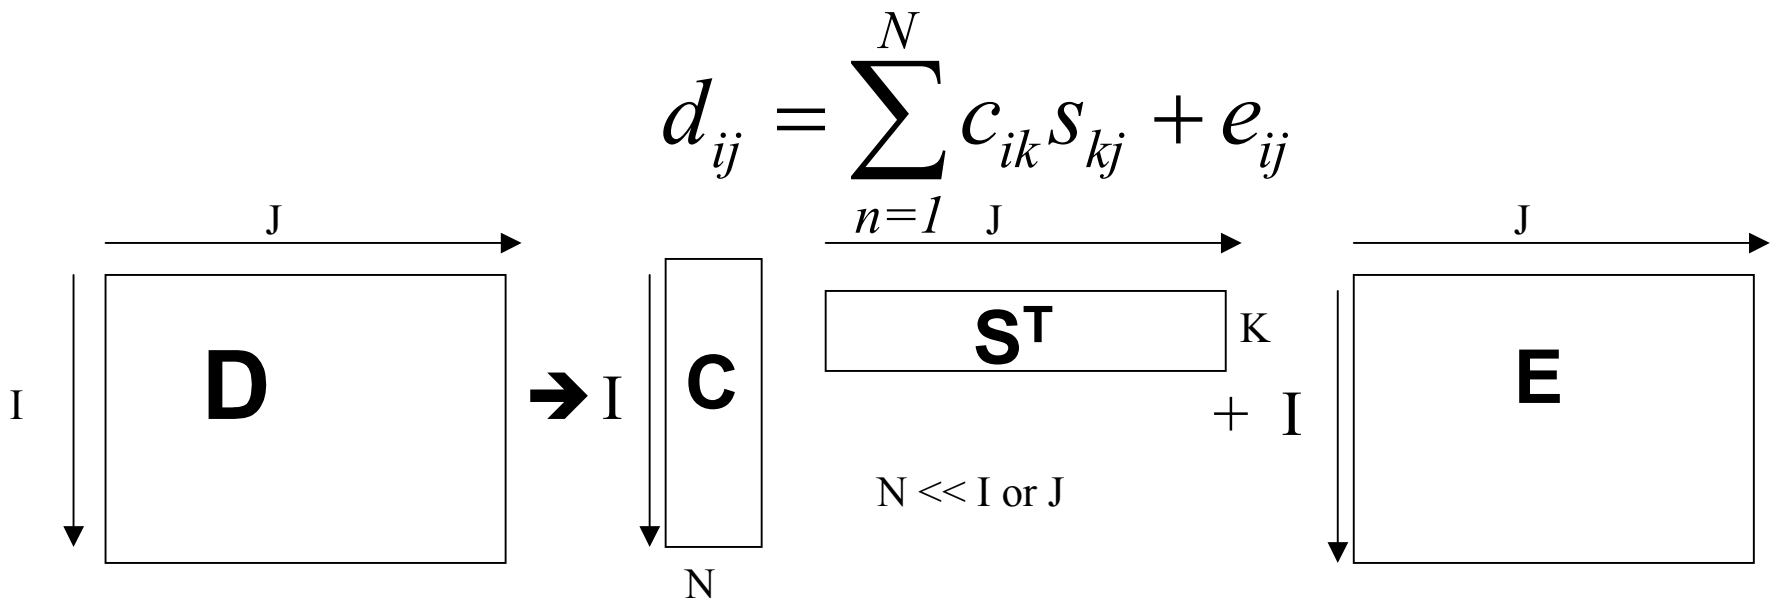 N
d_ij = ∑ c_ik s_kj + e_ij
n=1
J J J
D I C S^T K I E
I ➔ + 
N << I or J
N